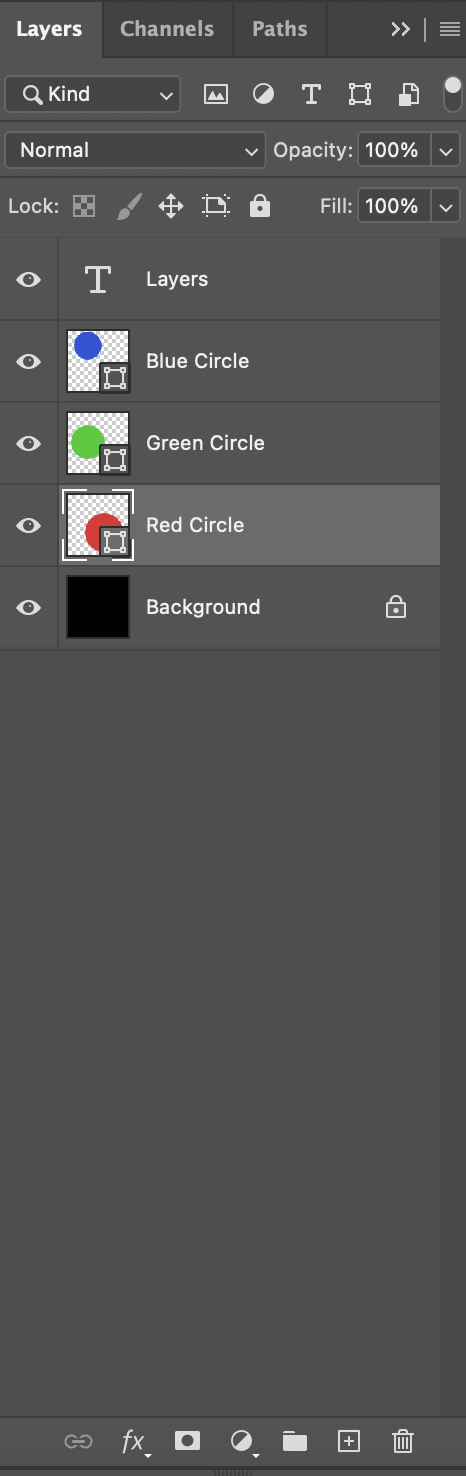 Layers Channels Paths
Kind
Normal Opacity: 100%
Lock: Fill: 100%
Layers
Blue Circle
Green Circle
Red Circle
Background
fx